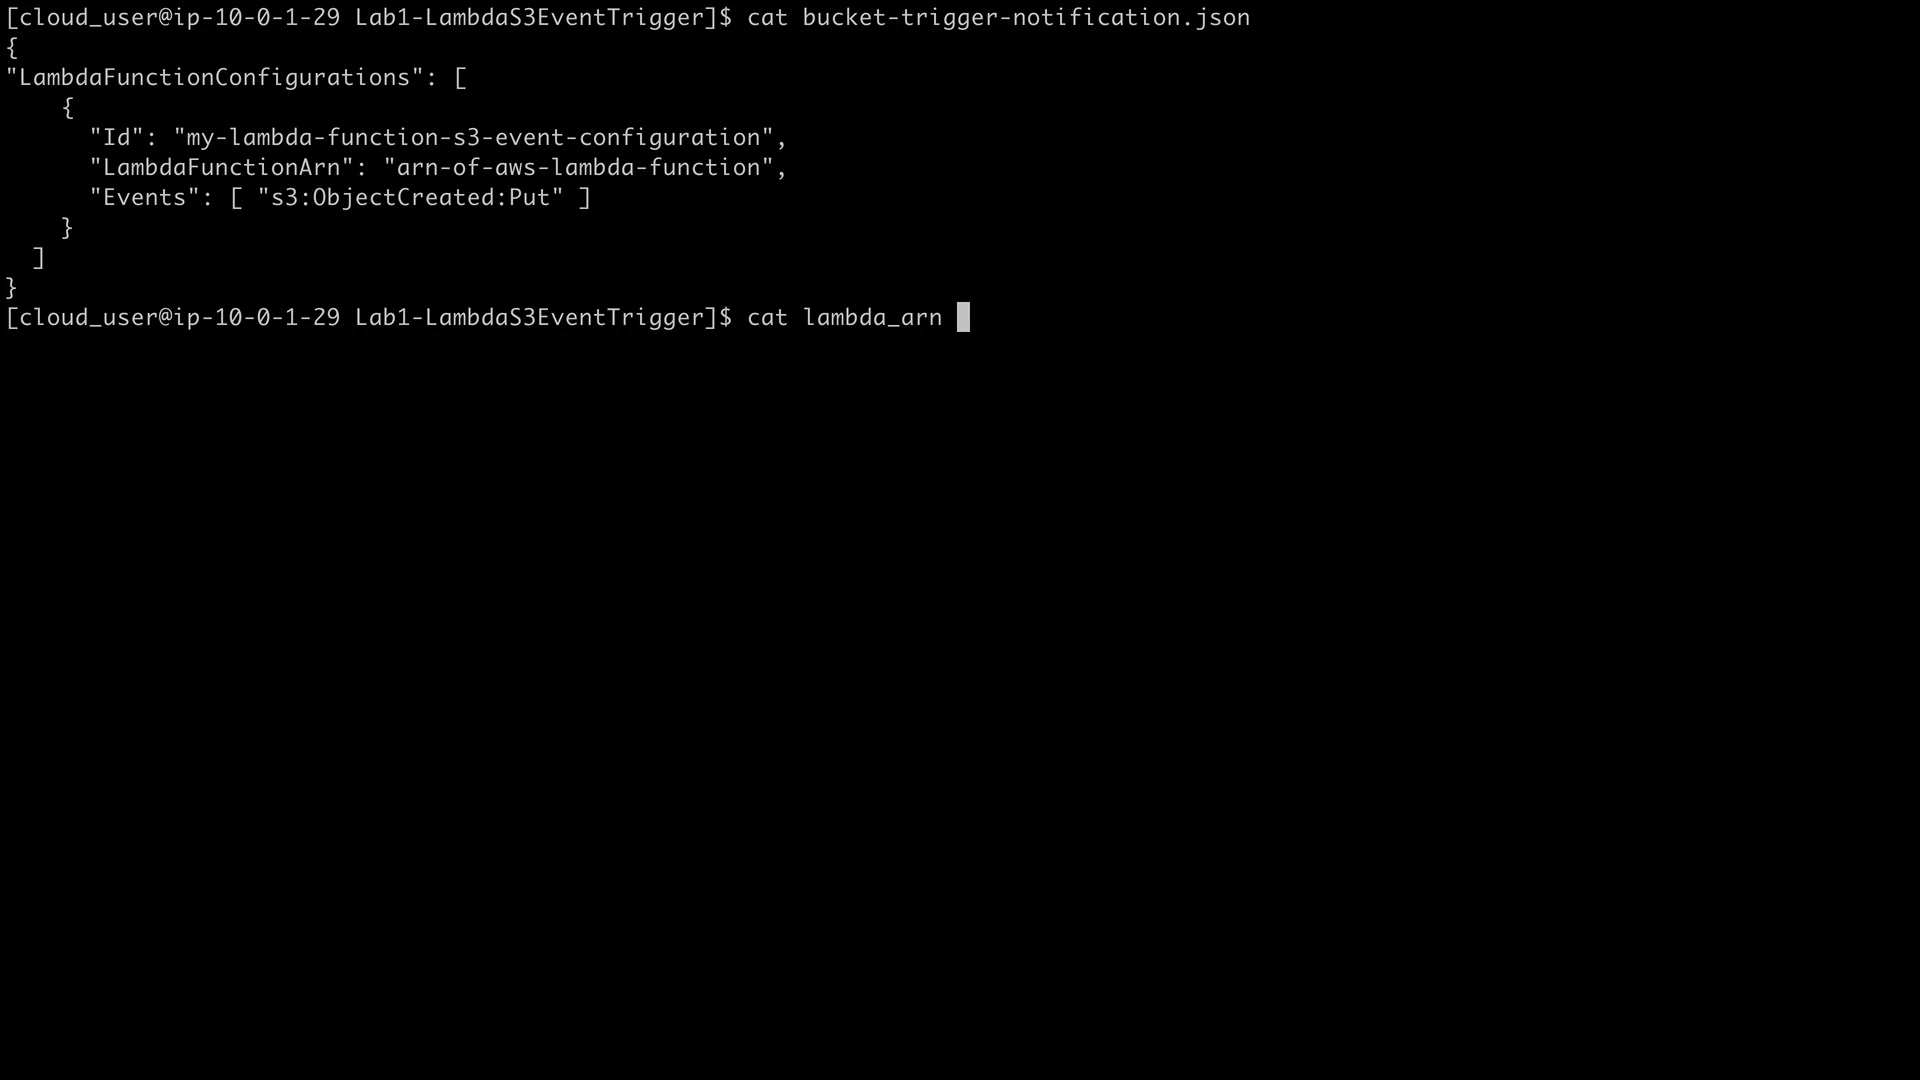 [cloud_user@ip-10-0-1-29 Lab1-LambdaS3EventTrigger]$ cat bucket-trigger-notification.json
{
"LambdaFunctionConfigurations": [
    {
      "Id": "my-lambda-function-s3-event-configuration",
      "LambdaFunctionArn": "arn-of-aws-lambda-function",
      "Events": [ "s3:ObjectCreated:Put" ]
    }
  ]
}
[cloud_user@ip-10-0-1-29 Lab1-LambdaS3EventTrigger]$ cat lambda_arn